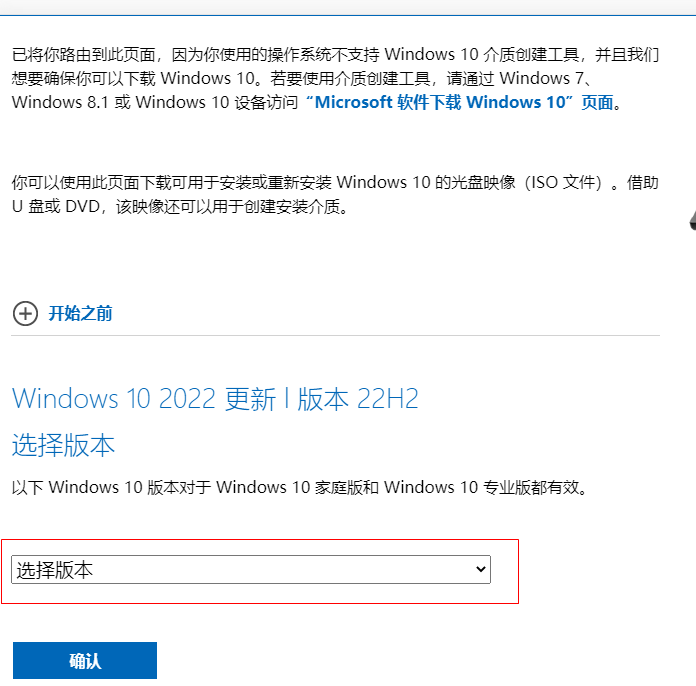 已将你路由到此页面，因为你使用的操作系统不支持 Windows 10 介质创建工具，并且我们
想要确保你可以下载 Windows 10。若要使用介质创建工具，请通过 Windows 7、
Windows 8.1 或 Windows 10 设备访问“Microsoft 软件下载 Windows 10”页面。
你可以使用此页面下载可用于安装或重新安装 Windows 10 的光盘映像（ISO 文件）。借助
U 盘或 DVD，该映像还可以用于创建安装介质。
开始之前
Windows 10 2022 更新 l 版本 22H2
选择版本
以下 Windows 10 版本对于 Windows 10 家庭版和 Windows 10 专业版都有效。
选择版本
确认